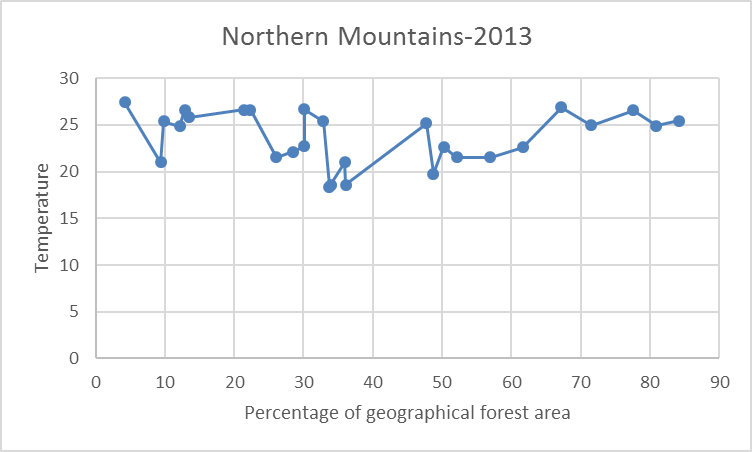 Northern Mountains-2013
30
25
20
15
10
5
0
Temperature
0 10 20 30 40 50 60 70 80 90
Percentage of geographical forest area